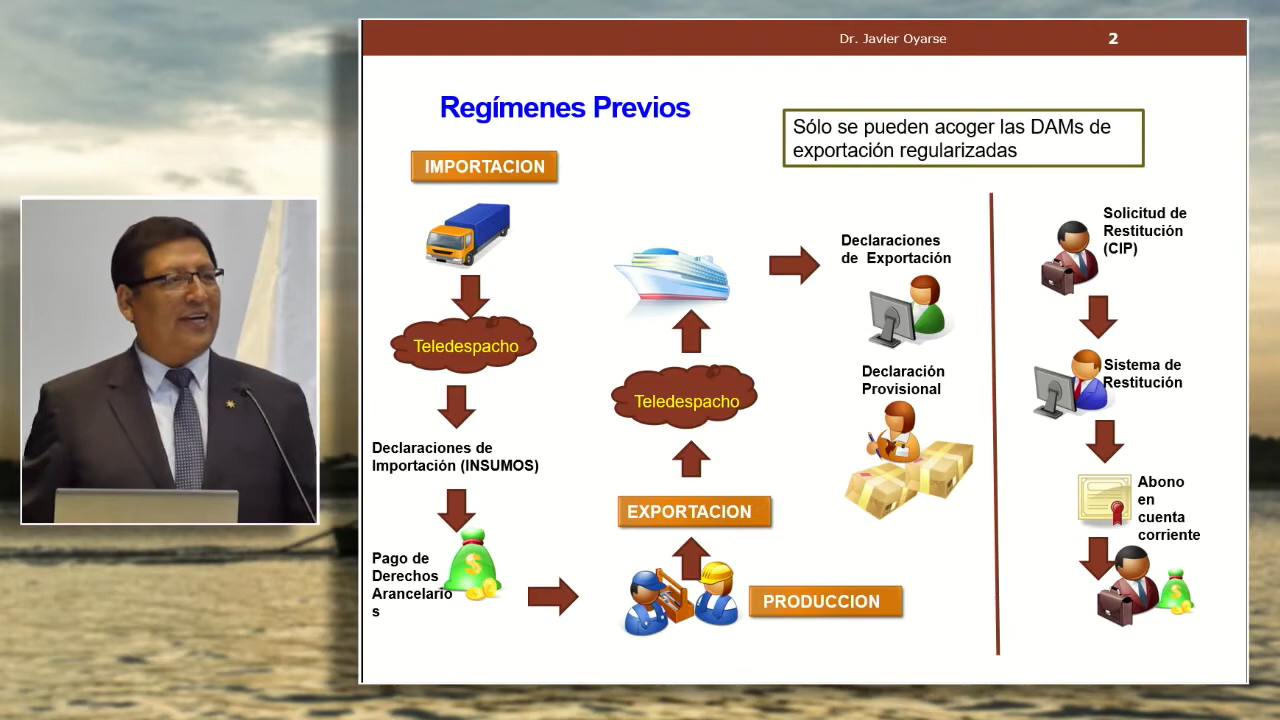 Dr. Javier Oyarse
2
Regímenes Previos
Sólo se pueden acoger las DAMs de
exportación regularizadas
IMPORTACION
Teledespacho
Declaraciones de
Importación (INSUMOS)
Pago de
Derechos
Arancelario
s
PRODUCCION
EXPORTACION
Teledespacho
Declaraciones
de Exportación
Declaración
Provisional
Solicitud de
Restitución
(CIP)
Sistema de
Restitución
Abono
en
cuenta
corriente